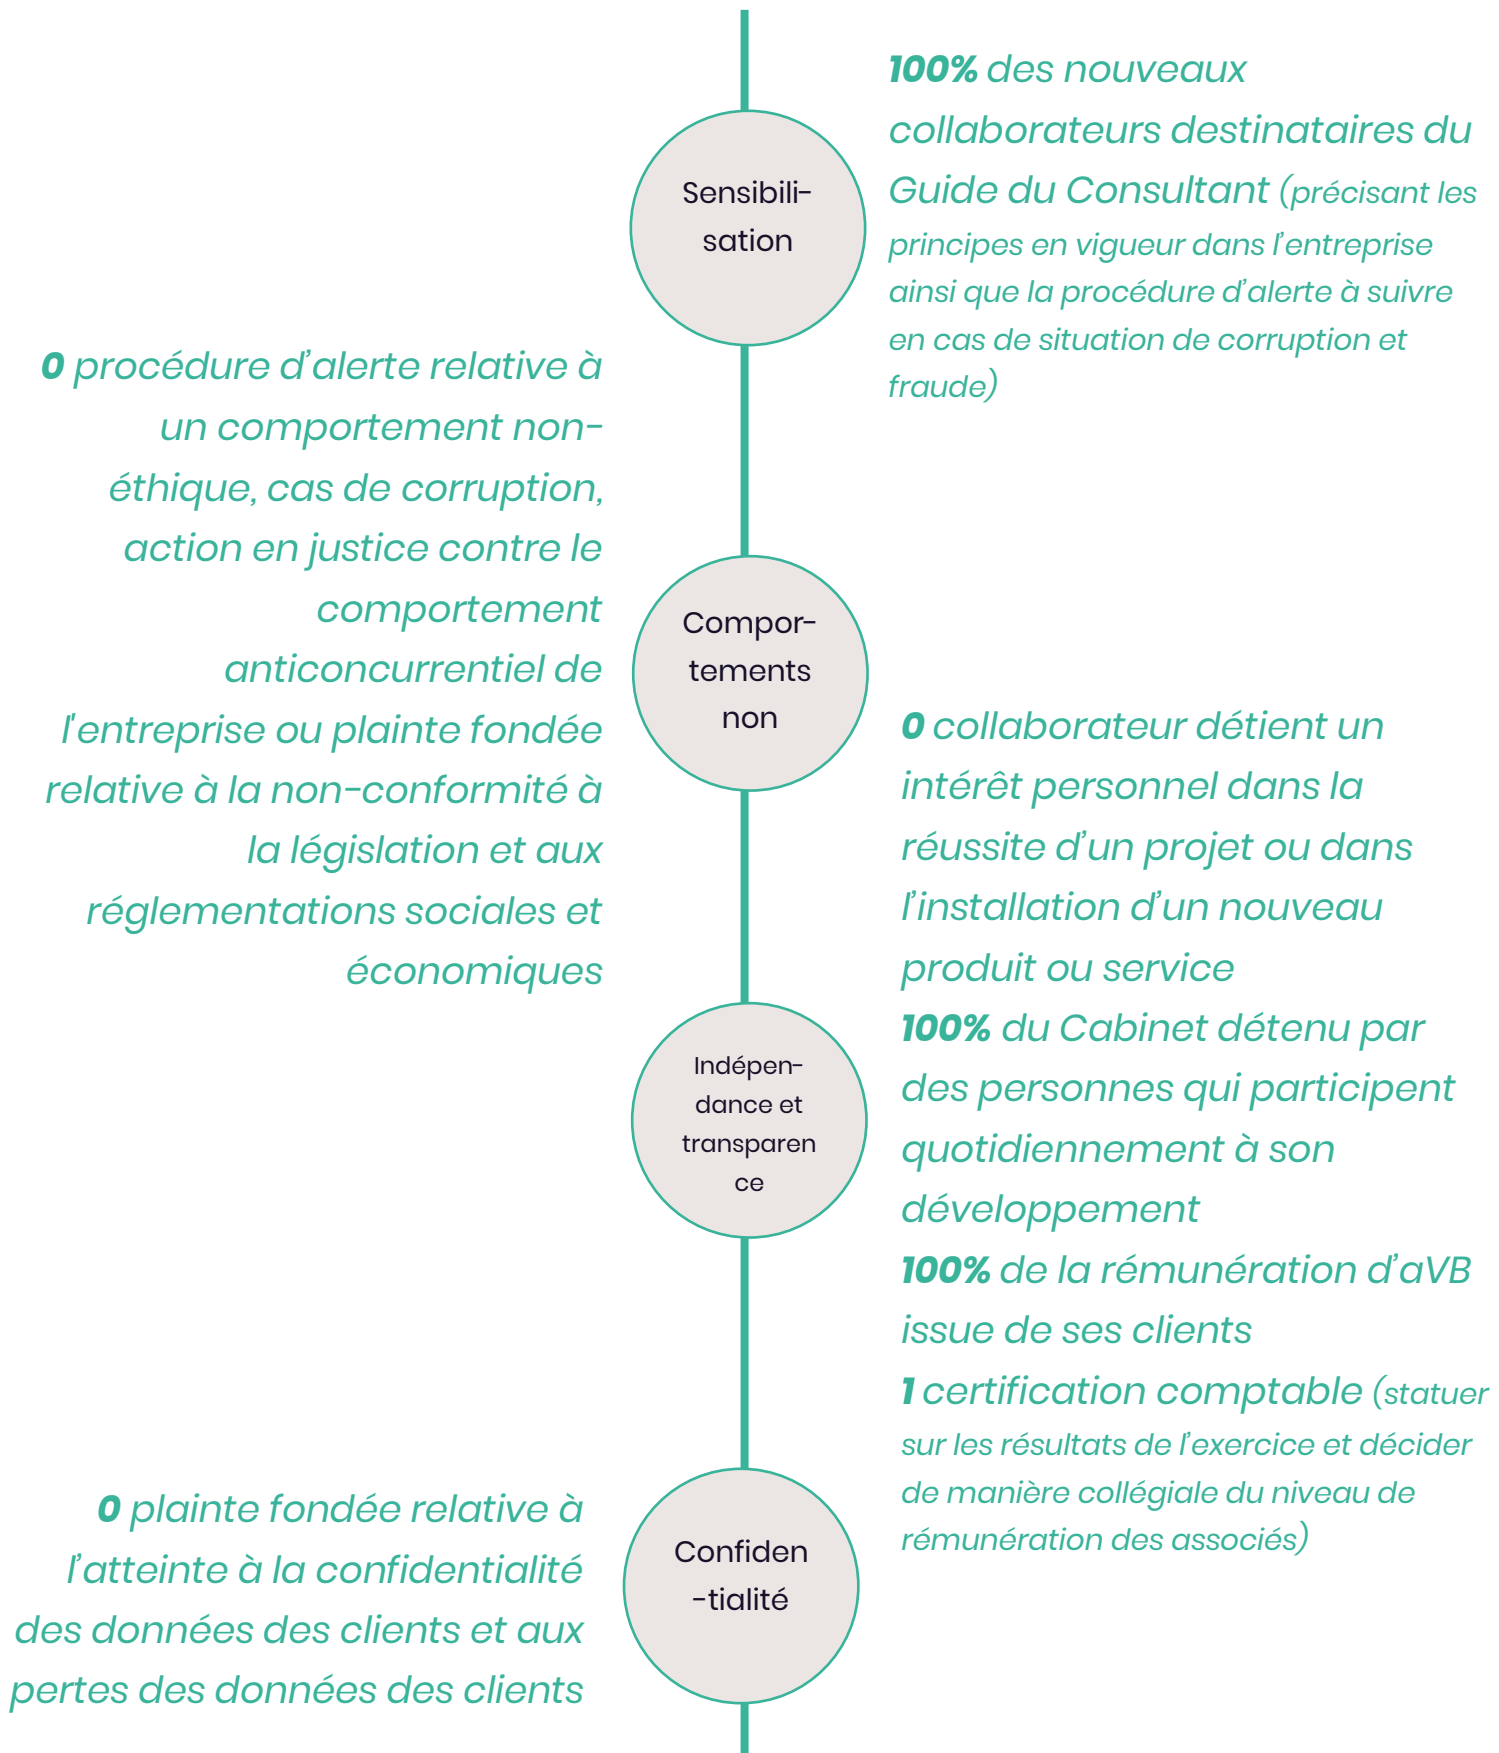 Sensibili-
sation
100% des nouveaux
collaborateurs destinataires du
Guide du Consultant (précisant les
principes en vigueur dans l’entreprise
ainsi que la procédure d’alerte à suivre
en cas de situation de corruption et
fraude)
Compor-
tements
non
0 procédure d’alerte relative à
un comportement non-
éthique, cas de corruption,
action en justice contre le
comportement
anticoncurrentiel de
l'entreprise ou plainte fondée
relative à la non-conformité à
la législation et aux
réglementations sociales et
économiques
Indépen-
dance et
transparen
ce
0 collaborateur détient un
intérêt personnel dans la
réussite d’un projet ou dans
l’installation d’un nouveau
produit ou service
100% du Cabinet détenu par
des personnes qui participent
quotidiennement à son
développement
100% de la rémunération d’aVB
issue de ses clients
1 certification comptable (statuer
sur les résultats de l’exercice et décider
de manière collégiale du niveau de
rémunération des associés)
Confiden
-tialité
0 plainte fondée relative à
l’atteinte à la confidentialité
des données des clients et aux
pertes des données des clients